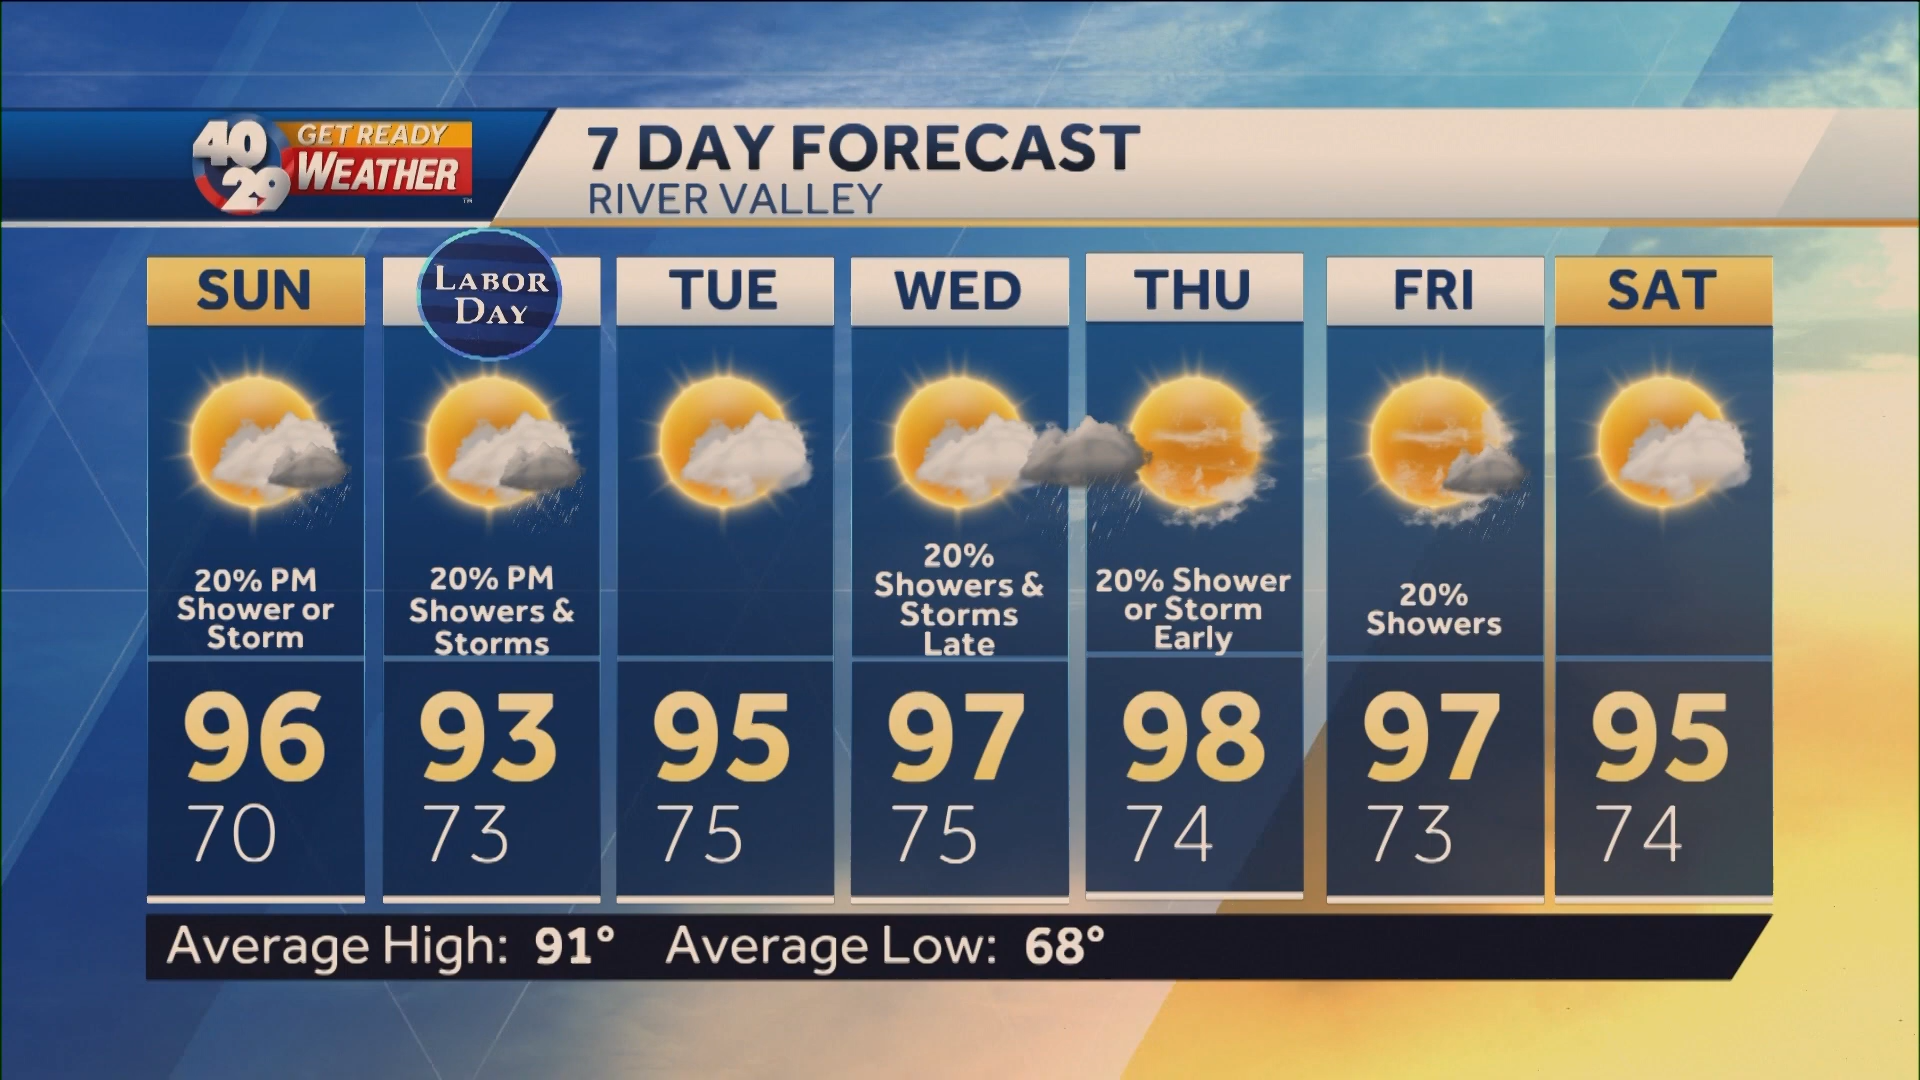 40
29
GET READY
WEATHER
™
7 DAY FORECAST
RIVER VALLEY
SUN
LABOR
DAY
TUE
WED
THU
FRI
SAT
20% PM
Shower or
Storm
20% PM
Showers &
Storms
20%
Showers &
Storms
Late
20% Shower
or Storm
Early
20%
Showers
96
93
95
97
98
97
95
70
73
75
75
74
73
74
Average High: 91° Average Low: 68°